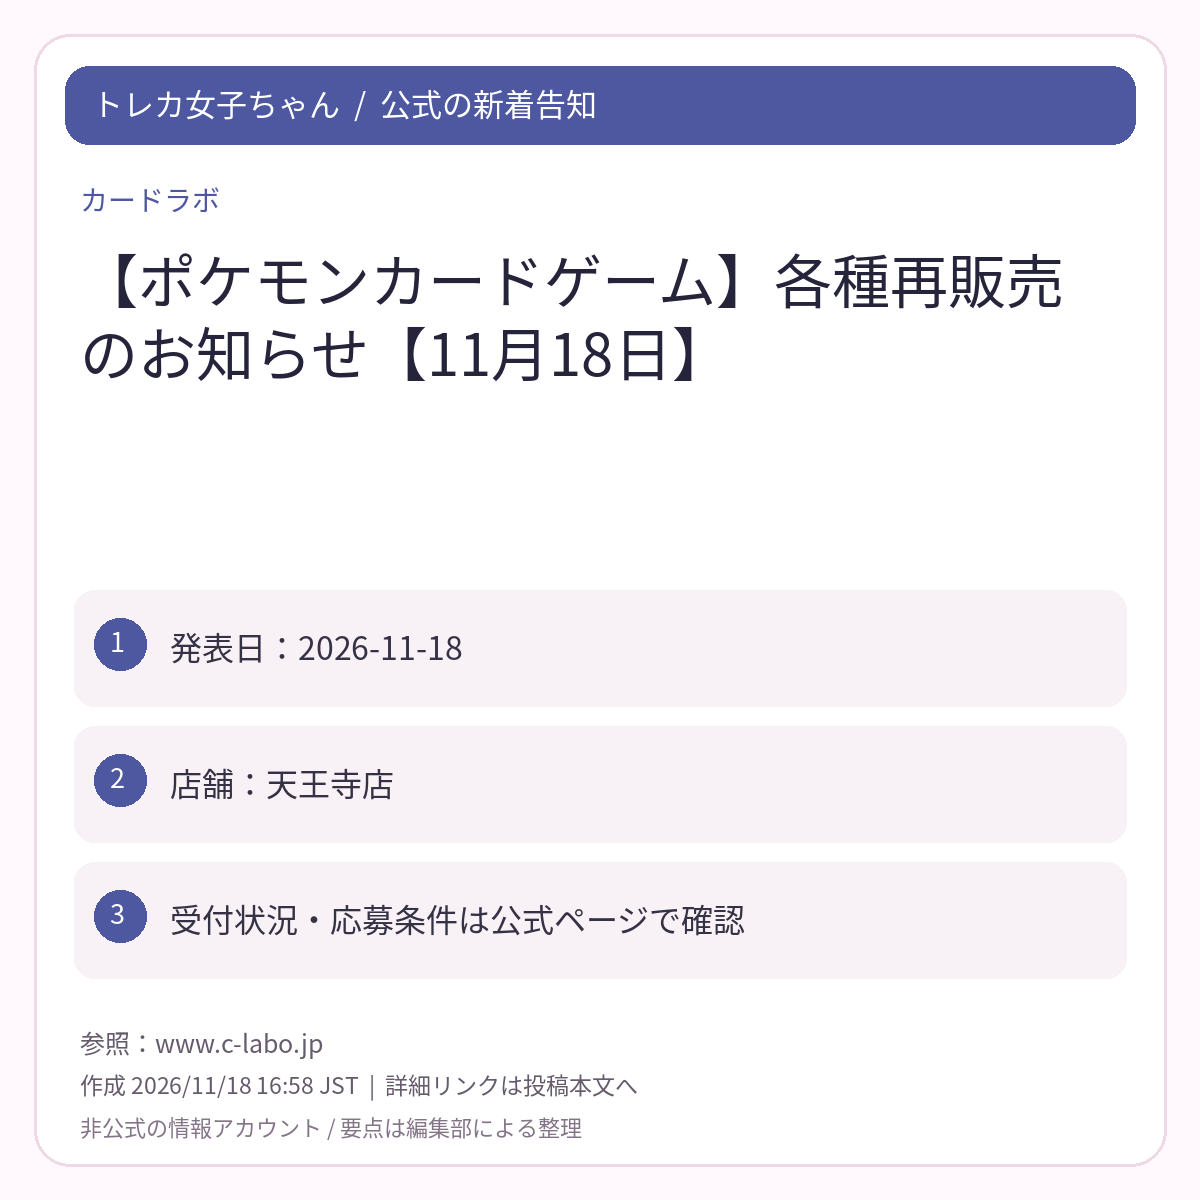 トレカ女子ちゃん / 公式の新着告知
カードラボ
【ポケモンカードゲーム】各種再販売
のお知らせ【11月18日】
1 発表日：2026-11-18
2 店舗：天王寺店
3 受付状況・応募条件は公式ページで確認
参照：www.c-labo.jp
作成 2026/11/18 16:58 JST｜詳細リンクは投稿本文へ
非公式の情報アカウント / 要点は編集部による整理